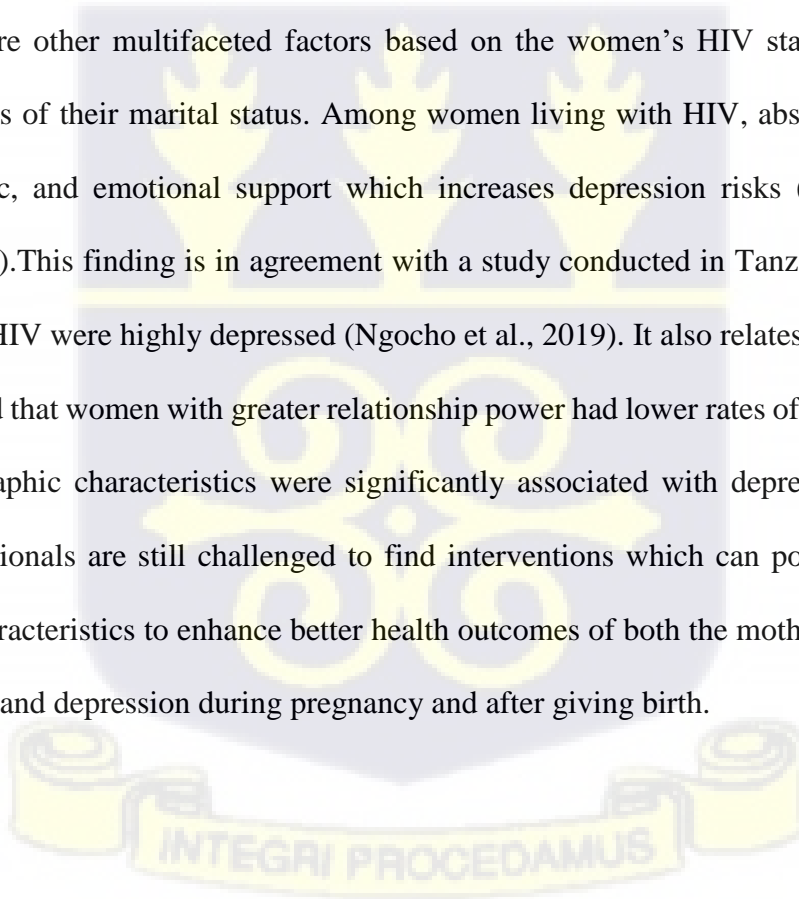 re other multifaceted factors based on the women’s HIV sta
s of their marital status. Among women living with HIV, abs
c, and emotional support which increases depression risks (
).This finding is in agreement with a study conducted in Tanz
HIV were highly depressed (Ngocho et al., 2019). It also relates
d that women with greater relationship power had lower rates of
aphic characteristics were significantly associated with depre
ionals are still challenged to find interventions which can po
racteristics to enhance better health outcomes of both the moth
and depression during pregnancy and after giving birth.
INTEGRI PROCEDAMUS